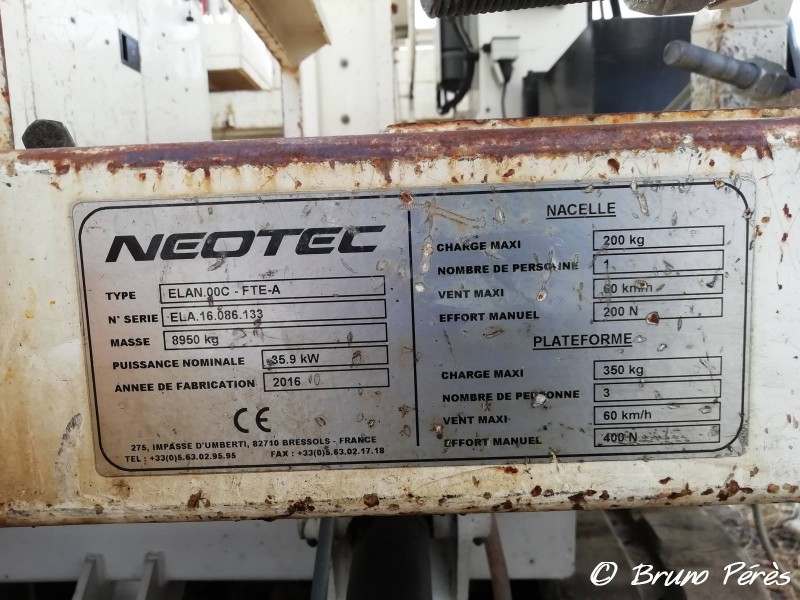 NEOTEC
TYPE ELAN.00C - FTE-A
N° SERIE ELA.16.086.133
MASSE 8950 kg
PUISSANCE NOMINALE 35.9 kW
ANNEE DE FABRICATION 2016
CE
275, IMPASSE D'UMBERTI, 82710 BRESSOLS - FRANCE
TEL : +33(0)5.63.02.95.95 FAX : +33(0)5.63.02.17.18
NACELLE
CHARGE MAXI 200 kg
NOMBRE DE PERSONNE 1
VENT MAXI 60 km/h
EFFORT MANUEL 200 N
PLATEFORME
CHARGE MAXI 350 kg
NOMBRE DE PERSONNE 3
VENT MAXI 60 km/h
EFFORT MANUEL 400 N
© Bruno Pérès